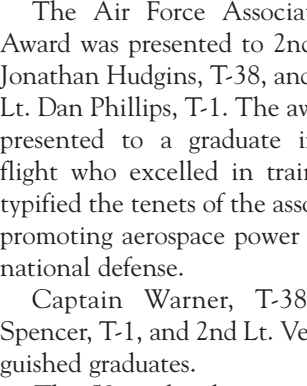 The Air Force Associat
Award was presented to 2nd
Jonathan Hudgins, T-38, and
Lt. Dan Phillips, T-1. The aw
presented to a graduate i
flight who excelled in train
typified the tenets of the asso
promoting aerospace power
national defense.
Captain Warner, T-38
Spencer, T-1, and 2nd Lt. Ve
guished graduates.